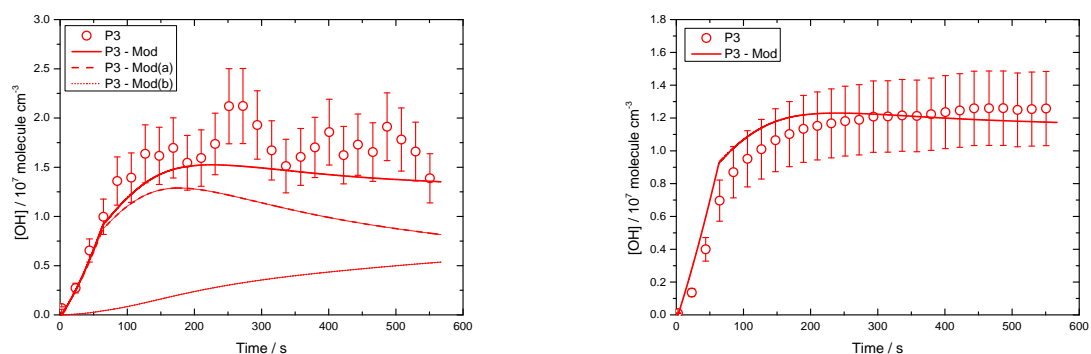 3.0
2.5
2.0
1.5
1.0
0.5
0.0
[OH] / 10⁷ molecule cm⁻³
P3
P3 - Mod
P3 - Mod(a)
P3 - Mod(b)
0 100 200 300 400 500 600
Time / s
1.8
1.6
1.4
1.2
1.0
0.8
0.6
0.4
0.2
0.0
[OH] / 10⁷ molecule cm⁻³
P3
P3 - Mod
0 100 200 300 400 500 600
Time / s